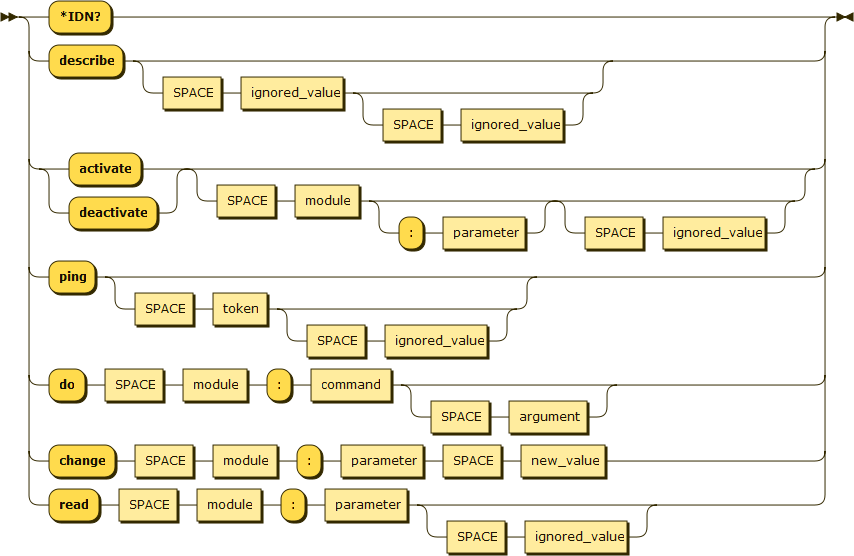 *IDN?
describe
SPACE ignored_value
SPACE ignored_value
activate
deactivate
SPACE module
: parameter SPACE ignored_value
ping
SPACE token
SPACE ignored_value
do SPACE module : command
SPACE argument
change SPACE module : parameter SPACE new_value
read SPACE module : parameter
SPACE ignored_value